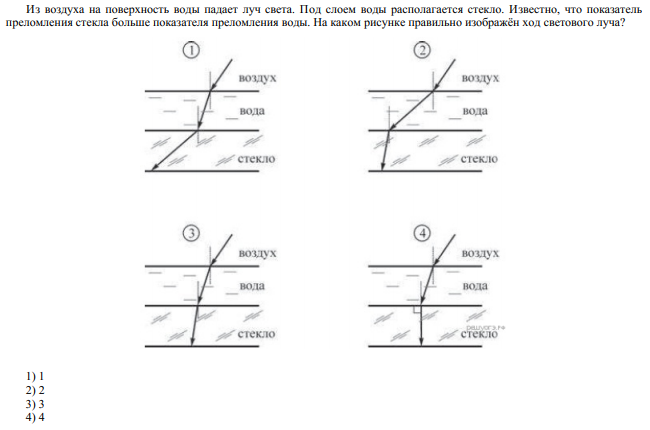 Из воздуха на поверхность воды падает луч света. Под слоем воды располагается стекло. Известно, что показатель
преломления стекла больше показателя преломления воды. На каком рисунке правильно изображён ход светового луча?
1 2
воздух воздух
вода вода
стекло стекло
3 4
воздух воздух
вода вода
стекло стекло
1) 1
2) 2
3) 3
4) 4